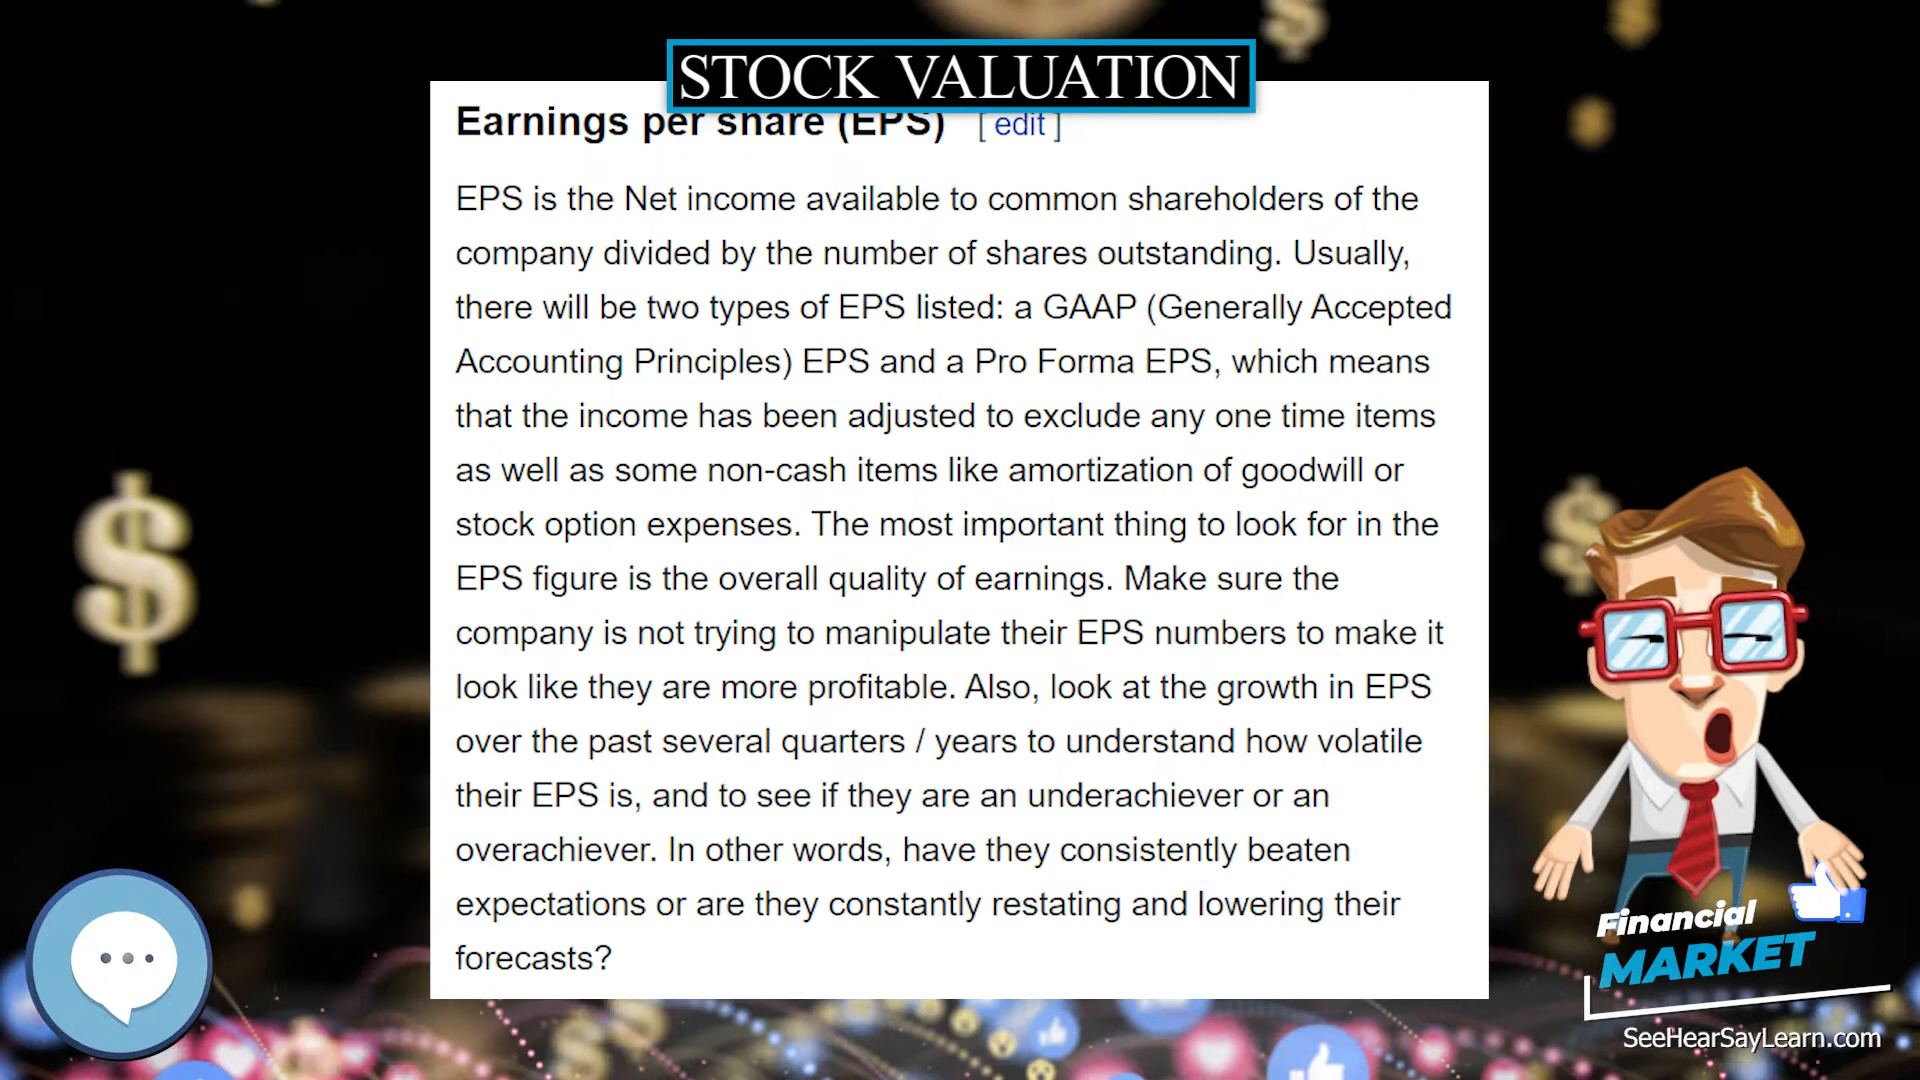 STOCK VALUATION
Earnings per share (EPS) [ edit ]
EPS is the Net income available to common shareholders of the
company divided by the number of shares outstanding. Usually,
there will be two types of EPS listed: a GAAP (Generally Accepted
Accounting Principles) EPS and a Pro Forma EPS, which means
that the income has been adjusted to exclude any one time items
as well as some non-cash items like amortization of goodwill or
stock option expenses. The most important thing to look for in the
EPS figure is the overall quality of earnings. Make sure the
company is not trying to manipulate their EPS numbers to make it
look like they are more profitable. Also, look at the growth in EPS
over the past several quarters / years to understand how volatile
their EPS is, and to see if they are an underachiever or an
overachiever. In other words, have they consistently beaten
expectations or are they constantly restating and lowering their
forecasts?
Financial
MARKET
SeeHearSayLearn.com